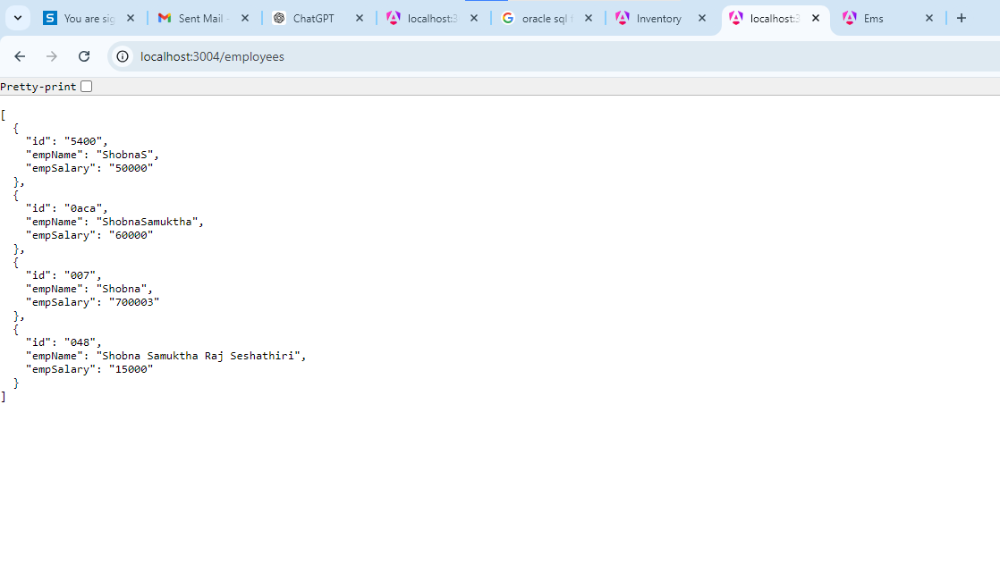 You are sig
Sent Mail
ChatGPT
localhost:3
oracle sql
Inventory
localhost:3
Ems
localhost:3004/employees
Pretty-print
[
  {
    "id": "5400",
    "empName": "ShobnaS",
    "empSalary": "50000"
  },
  {
    "id": "0aca",
    "empName": "ShobnaSamuktha",
    "empSalary": "60000"
  },
  {
    "id": "007",
    "empName": "Shobna",
    "empSalary": "700003"
  },
  {
    "id": "048",
    "empName": "Shobna Samuktha Raj Seshathiri",
    "empSalary": "15000"
  }
]